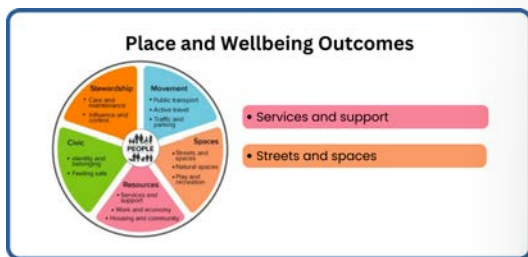 Place and Wellbeing Outcomes
Stewardship
• Care and
maintenance
• Influence and
control
Movement
• Public transport
• Active travel
• Traffic and
parking
Civic
• Identity and
belonging
• Feeling safe
PEOPLE
Spaces
• Streets and
spaces
• Natural spaces
• Play and
recreation
Resources
• Services and
support
• Work and economy
• Housing and community
• Services and support
• Streets and spaces